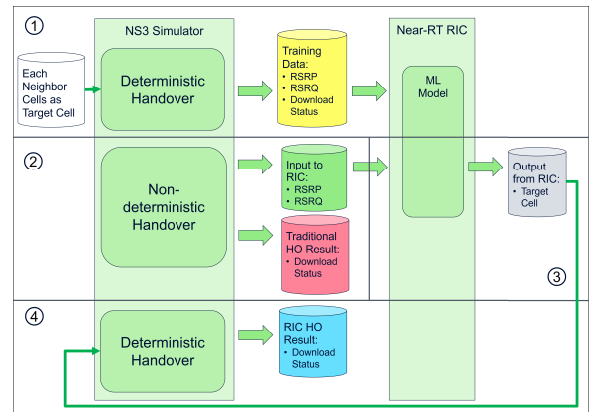 1
NS3 Simulator
Near-RT RIC
Each
Neighbor
Cells as
Target Cell
Deterministic
Handover
Training
Data:
• RSRP
• RSRQ
• Download
Status
ML
Model
2
Non-
deterministic
Handover
Input to
RIC:
• RSRP
• RSRQ
Output
from RIC:
• Target
Cell
Traditional
HO Result:
• Download
Status
3
4
Deterministic
Handover
RIC HO
Result:
• Download
Status